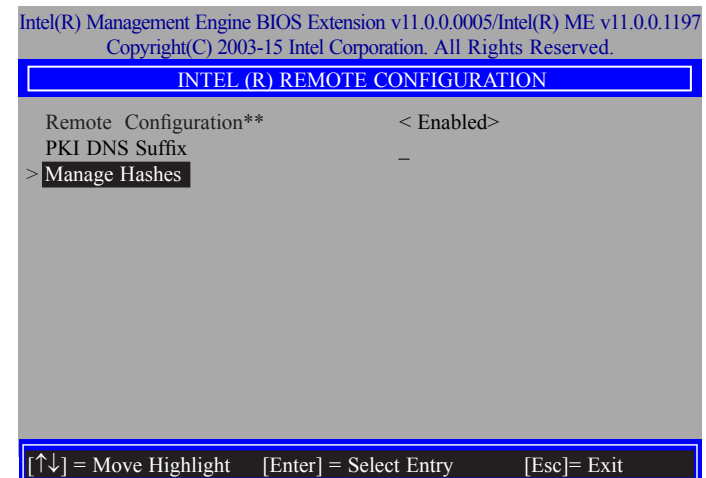 Intel(R) Management Engine BIOS Extension v11.0.0.0005/Intel(R) ME v11.0.0.1197
Copyright(C) 2003-15 Intel Corporation. All Rights Reserved.
INTEL (R) REMOTE CONFIGURATION
Remote Configuration** < Enabled>
PKI DNS Suffix _
> Manage Hashes
[↑↓] = Move Highlight [Enter] = Select Entry [Esc]= Exit